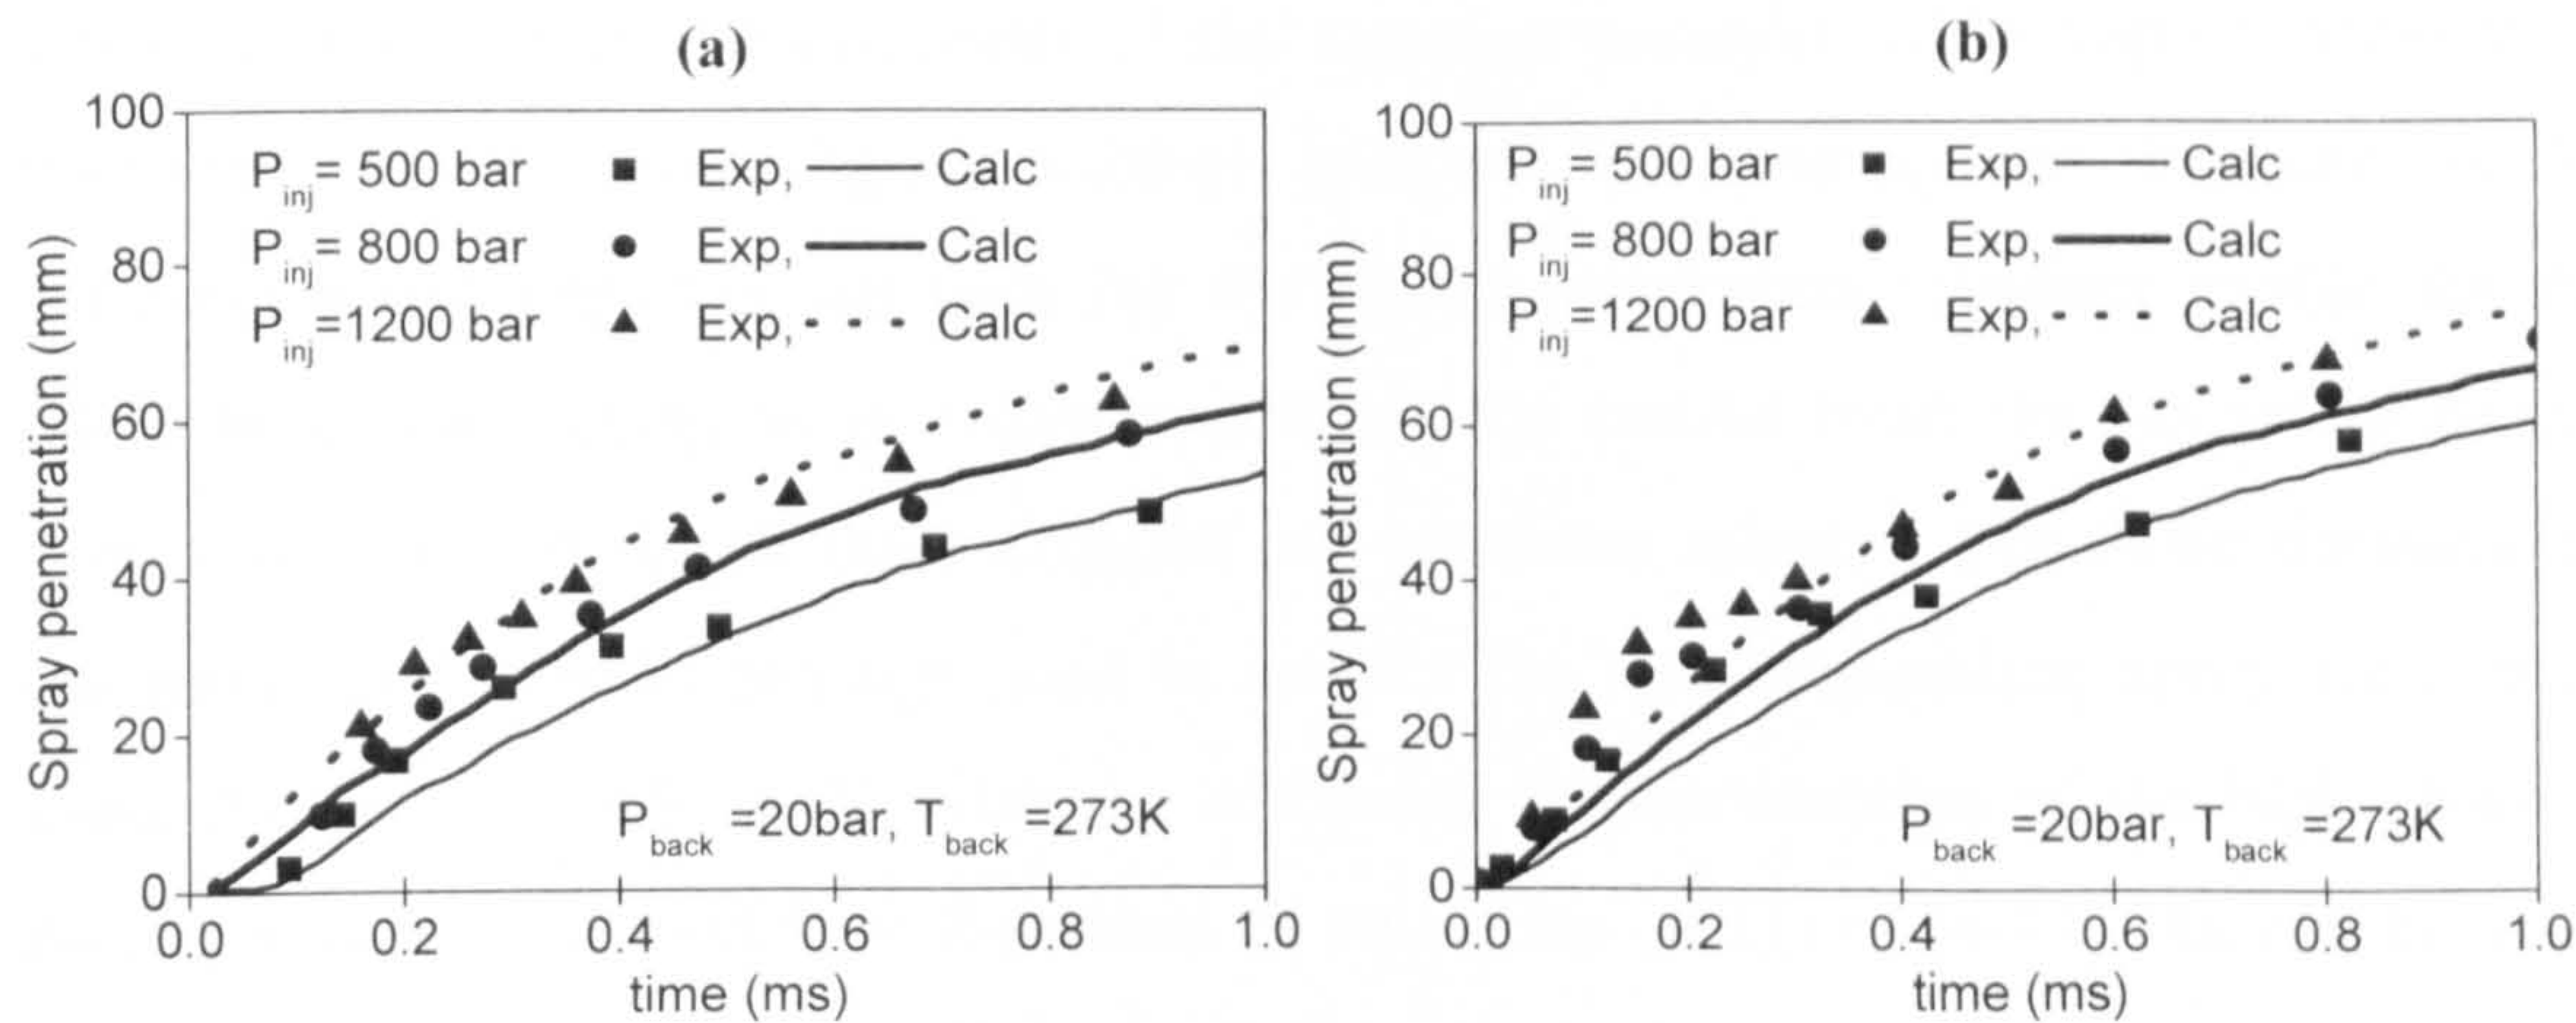 (a)
100
80
60
40
20
0
Spray penetration (mm)
P inj = 500 bar ■ Exp, Calc
P inj = 800 bar ● Exp, Calc
P inj =1200 bar ▲ Exp, Calc
P back =20bar, T back =273K
0.0 0.2 0.4 0.6 0.8 1.0
time (ms)
(b)
100
80
60
40
20
0
Spray penetration (mm)
P inj = 500 bar ■ Exp, Calc
P inj = 800 bar ● Exp, Calc
P inj =1200 bar ▲ Exp, Calc
P back =20bar, T back =273K
0.0 0.2 0.4 0.6 0.8 1.0
time (ms)